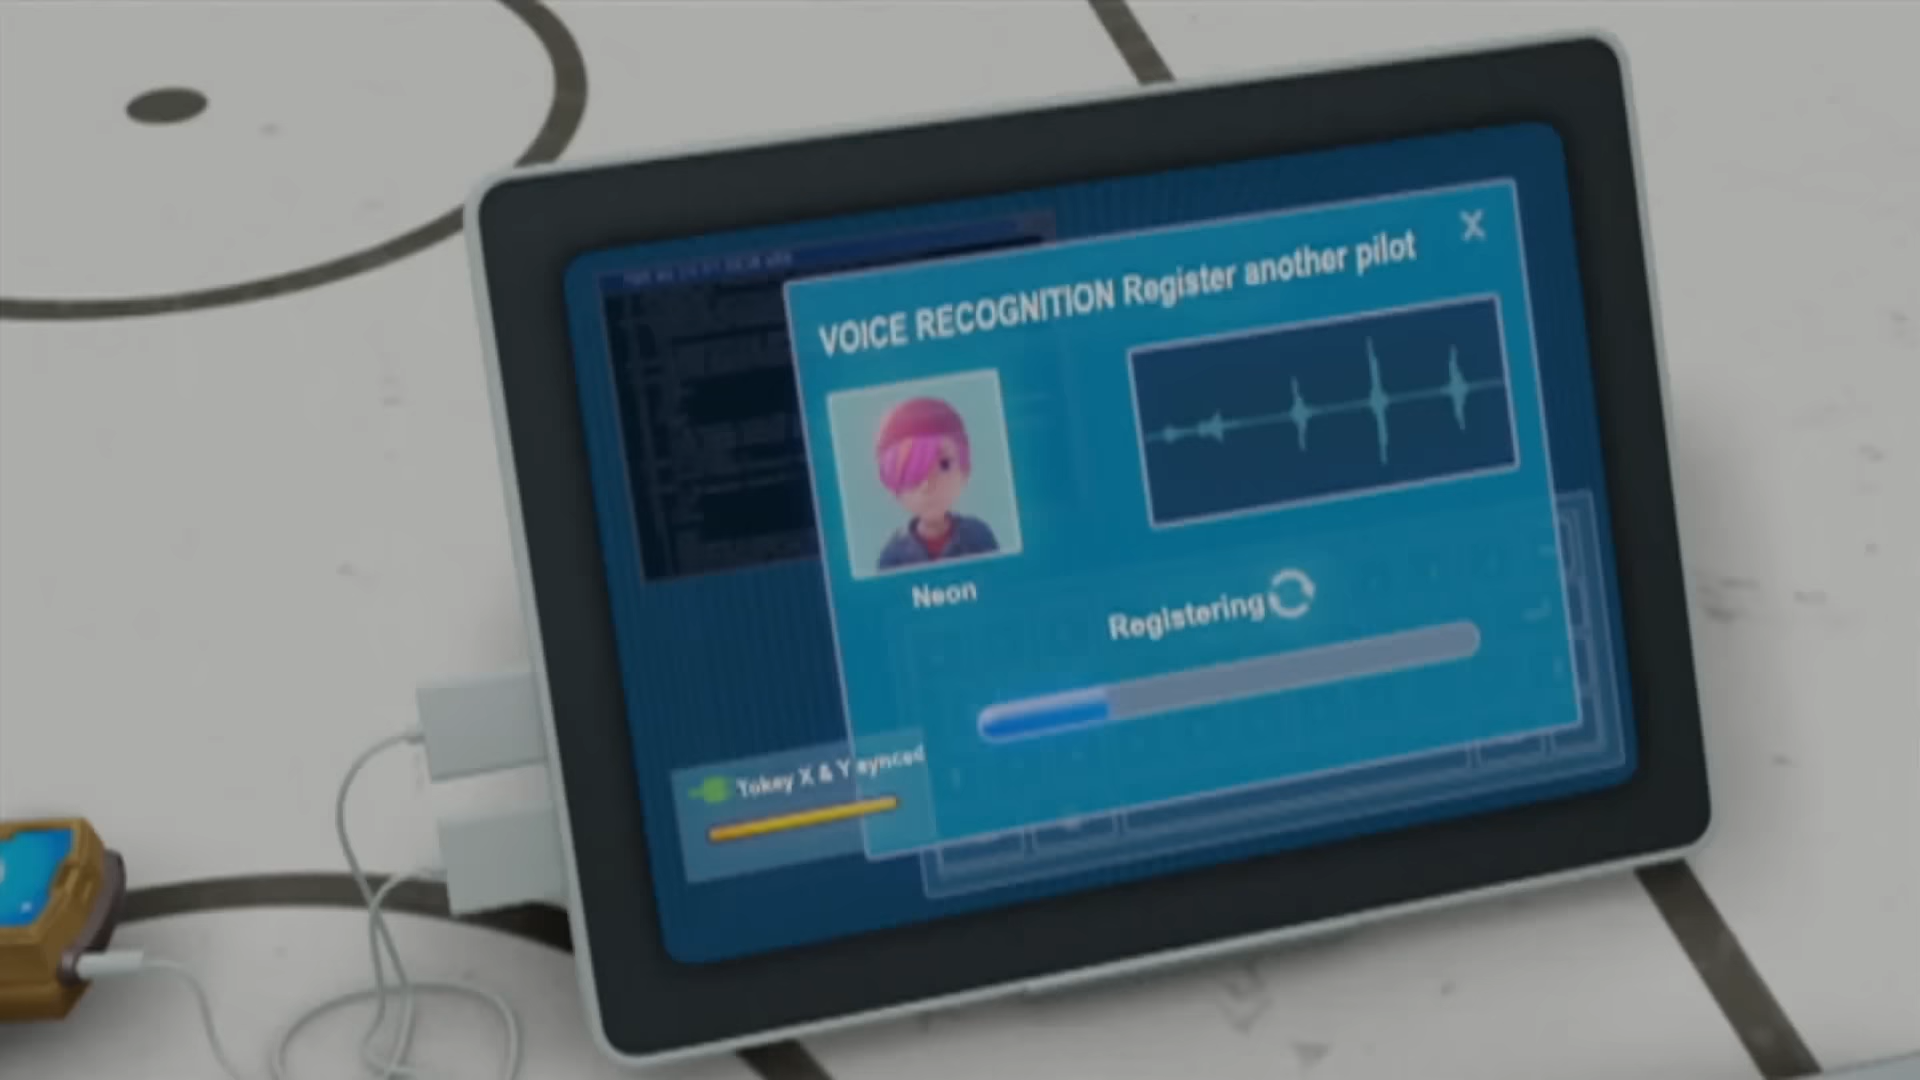 VOICE RECOGNITION Register another pilot
X
Neon
Registering
Tokey X & Y synced